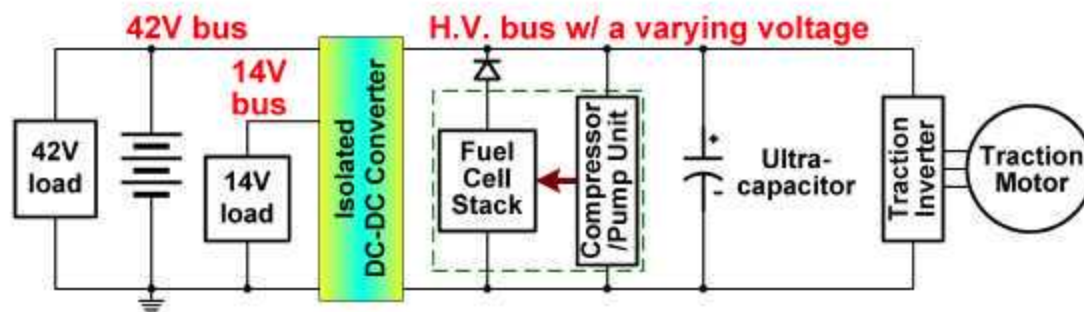 42V bus
H.V. bus w/ a varying voltage
14V
bus
42V
load
14V
load
Isolated
DC-DC Converter
Fuel
Cell
Stack
Compressor
/Pump Unit
+
-
Ultra-
capacitor
Traction
Inverter
Traction
Motor